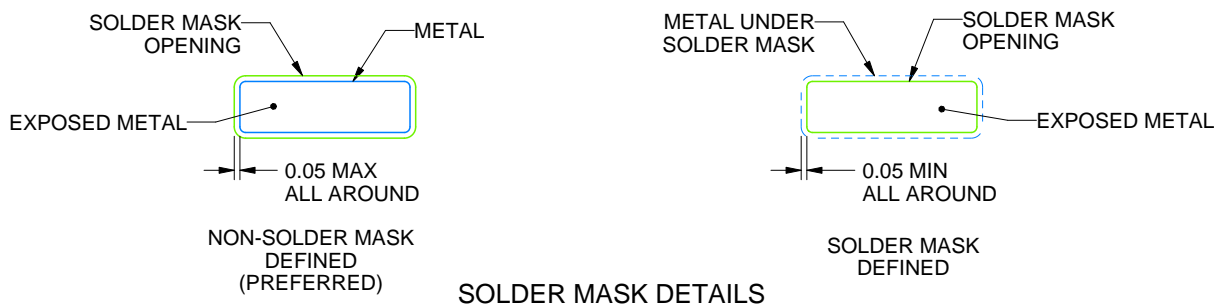 SOLDER MASK
OPENING
METAL
EXPOSED METAL
0.05 MAX
ALL AROUND
NON-SOLDER MASK
DEFINED
(PREFERRED)
METAL UNDER
SOLDER MASK
SOLDER MASK
OPENING
EXPOSED METAL
0.05 MIN
ALL AROUND
SOLDER MASK
DEFINED
SOLDER MASK DETAILS